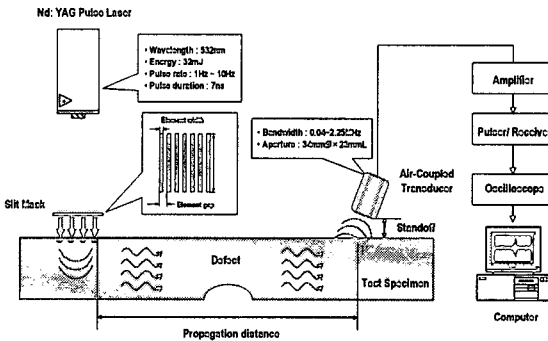 Nd: YAG Pulse Laser
• Wavelength : 532nm
• Energy : 32mJ
• Pulse rate : 1Hz ~ 10Hz
• Pulse duration : 7ns
Element width
Element gap
• Bandwidth : 0.04~2.25MHz
• Aperture :
Air-Coupled
Transducer
Amplifier
Pulser/ Receiver
Oscilloscope
Computer
Slit Mask
Standoff
Defect
Test Specimen
Propagation distance